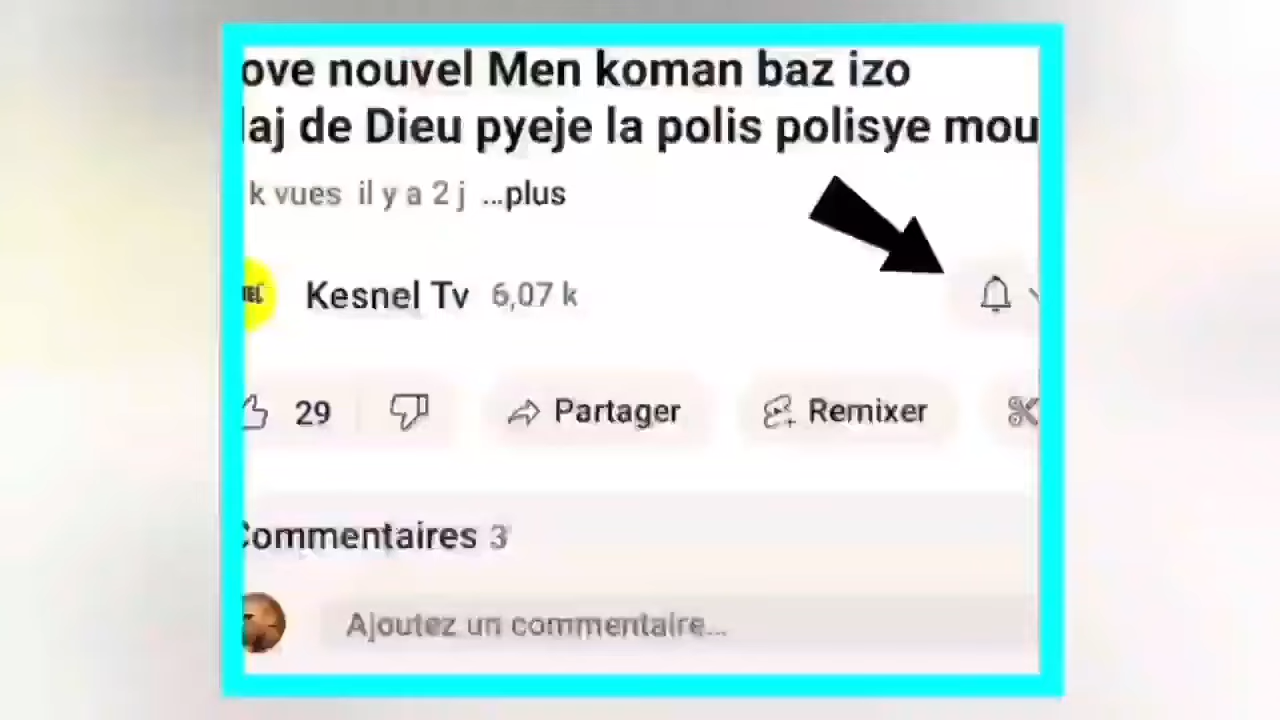 ove nouvel Men koman baz izo
laj de Dieu pyeje la polis polisye mou
k vues il y a 2 j ...plus
Kesnel Tv 6,07 k
29 Partager Remixer
Commentaires 3
Ajoutez un commentaire...